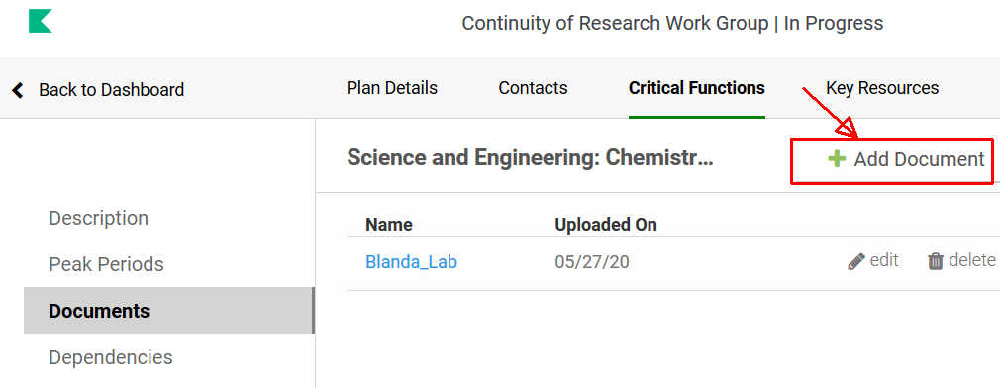 Continuity of Research Work Group | In Progress
Back to Dashboard
Plan Details Contacts Critical Functions Key Resources
Science and Engineering: Chemistr...
Add Document
Description
Peak Periods
Documents
Dependencies
Name Uploaded On
Blanda_Lab 05/27/20 edit delete